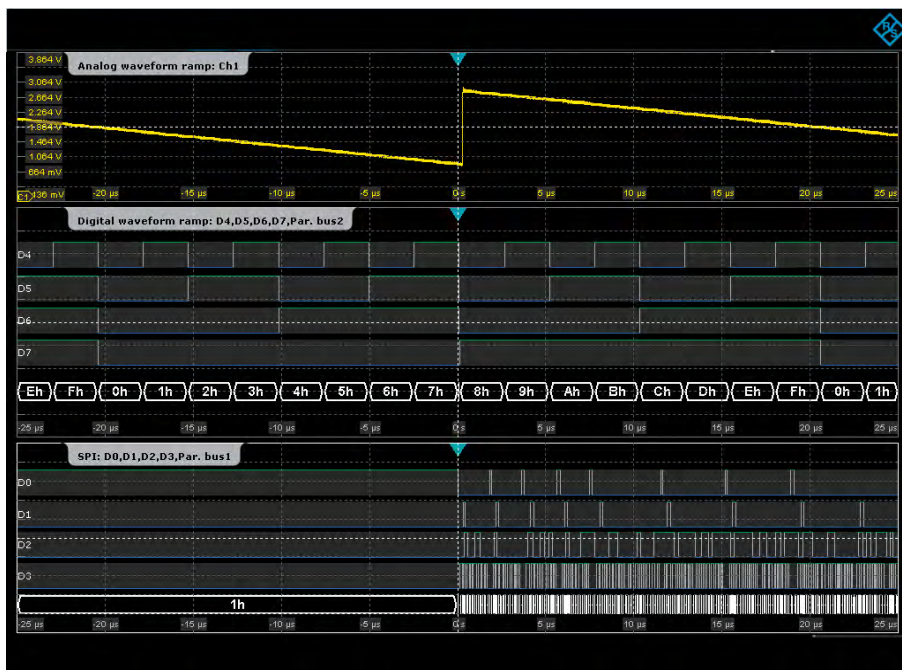 R S
3.864 V
Analog waveform ramp: Ch1
3.064 V
2.664 V
2.264 V
1.864 V
1.464 V
1.064 V
664 mV
C1 136 mV -20 µs -15 µs -10 µs -5 µs 0 s 5 µs 10 µs 15 µs 20 µs 25 µs
Digital waveform ramp: D4,D5,D6,D7,Par. bus2
D4
D5
D6
D7
Eh Fh 0h 1h 2h 3h 4h 5h 6h 7h 8h 9h Ah Bh Ch Dh Eh Fh 0h 1h
-25 µs -20 µs -15 µs -10 µs -5 µs 0 s 5 µs 10 µs 15 µs 20 µs 25 µs
SPI: D0,D1,D2,D3,Par. bus1
D0
D1
D2
D3
1h
-25 µs -20 µs -15 µs -10 µs -5 µs 0 s 5 µs 10 µs 15 µs 20 µs 25 µs